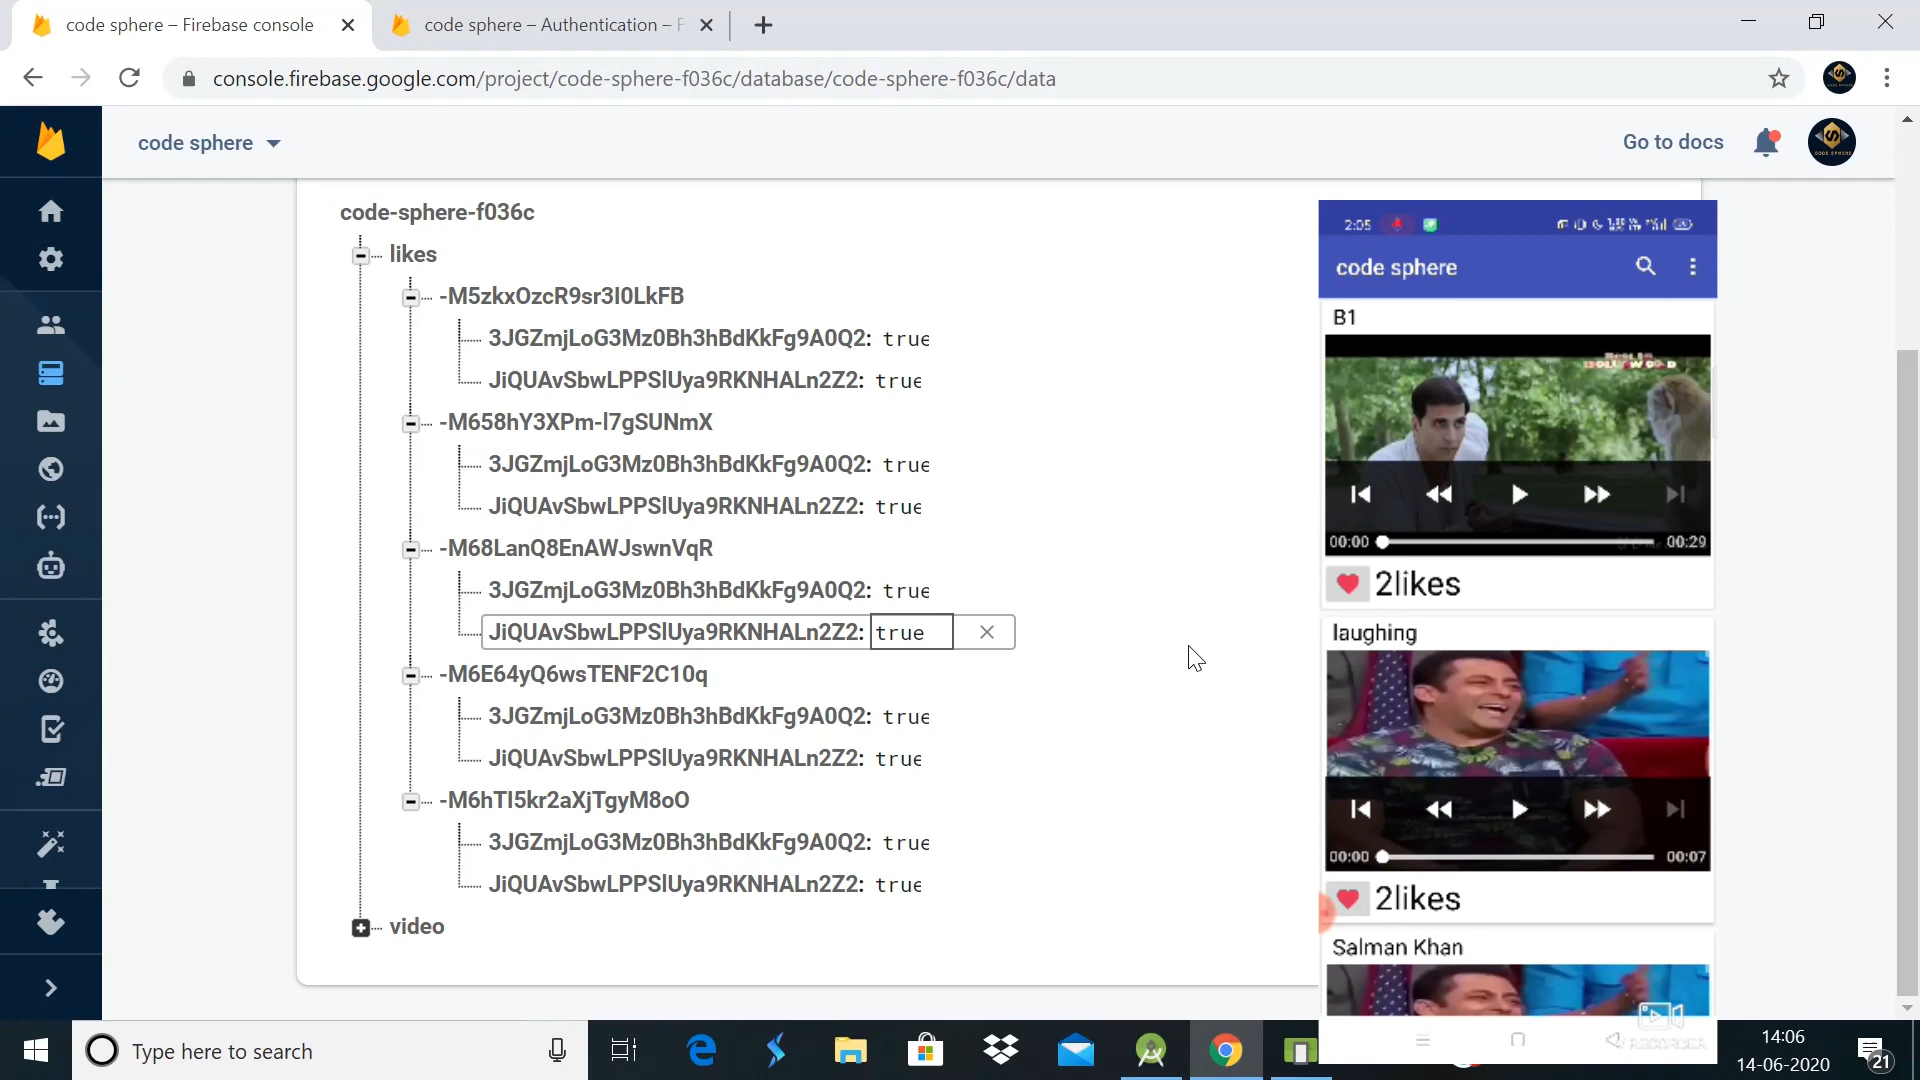 code sphere – Firebase console
code sphere – Authentication – F
console.firebase.google.com/project/code-sphere-f036c/database/code-sphere-f036c/data
code sphere
Go to docs
code-sphere-f036c
likes
-M5zkxOzcR9sr3I0LkFB
3JGZmjLoG3Mz0Bh3hBdKkFg9A0Q2: true
JiQUAvSbwLPPSlUya9RKNHALn2Z2: true
-M658hY3XPm-l7gSUNmX
3JGZmjLoG3Mz0Bh3hBdKkFg9A0Q2: true
JiQUAvSbwLPPSlUya9RKNHALn2Z2: true
-M68LanQ8EnAWJswnVqR
3JGZmjLoG3Mz0Bh3hBdKkFg9A0Q2: true
JiQUAvSbwLPPSlUya9RKNHALn2Z2: true
-M6E64yQ6wsTENF2C10q
3JGZmjLoG3Mz0Bh3hBdKkFg9A0Q2: true
JiQUAvSbwLPPSlUya9RKNHALn2Z2: true
-M6hTI5kr2aXjTgyM8oO
3JGZmjLoG3Mz0Bh3hBdKkFg9A0Q2: true
JiQUAvSbwLPPSlUya9RKNHALn2Z2: true
video
2:05
code sphere
B1
00:00 00:29
2likes
laughing
00:00 00:07
2likes
Salman Khan
RECORDER
Type here to search
14:06
14-06-2020
21